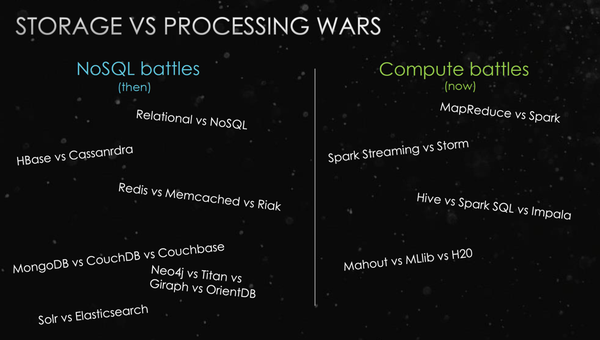 STORAGE VS PROCESSING WARS
NoSQL battles
(then)
Relational vs NoSQL
HBase vs Cassanrdra
Redis vs Memcached vs Riak
MongoDB vs CouchDB vs Couchbase
Neo4j vs Titan vs
Giraph vs OrientDB
Solr vs Elasticsearch
Compute battles
(now)
MapReduce vs Spark
Spark Streaming vs Storm
Hive vs Spark SQL vs Impala
Mahout vs MLlib vs H20